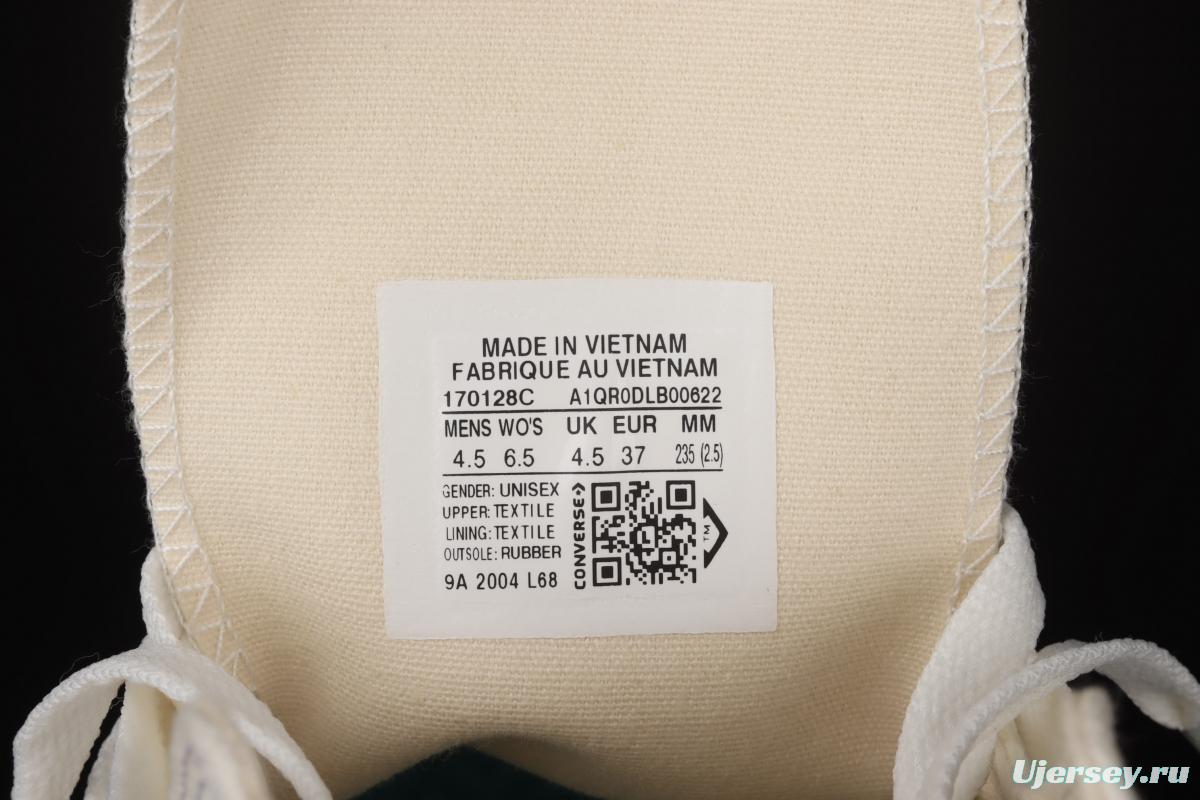 MADE IN VIETNAM
FABRIQUE AU VIETNAM
170128C A1QR0DLB00622
MENS WO'S UK EUR MM
4.5 6.5 4.5 37 235 (2.5)
GENDER: UNISEX
UPPER: TEXTILE
LINING: TEXTILE
OUTSOLE: RUBBER
9A 2004 L68
CONVERSE
TM
Ujersey.ru